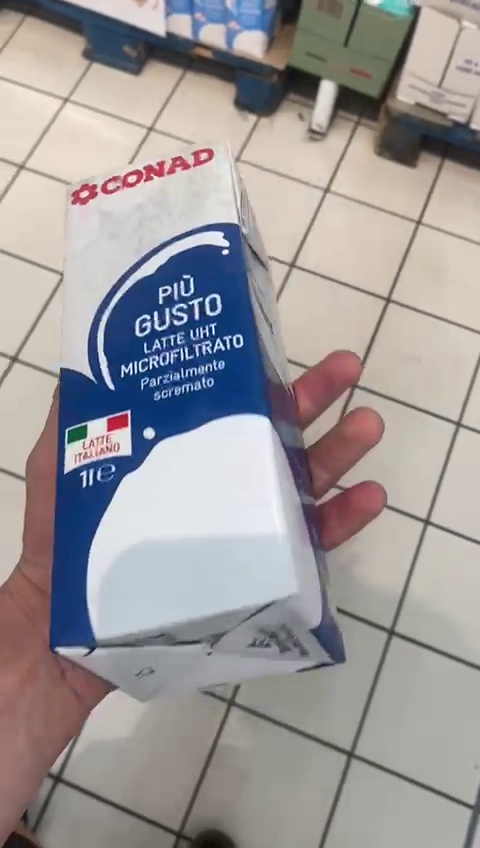 CONAD
PIÙ
GUSTO
LATTE UHT
MICROFILTRATO
Parzialmente
scremato
LATTE
ITALIANO
1l e